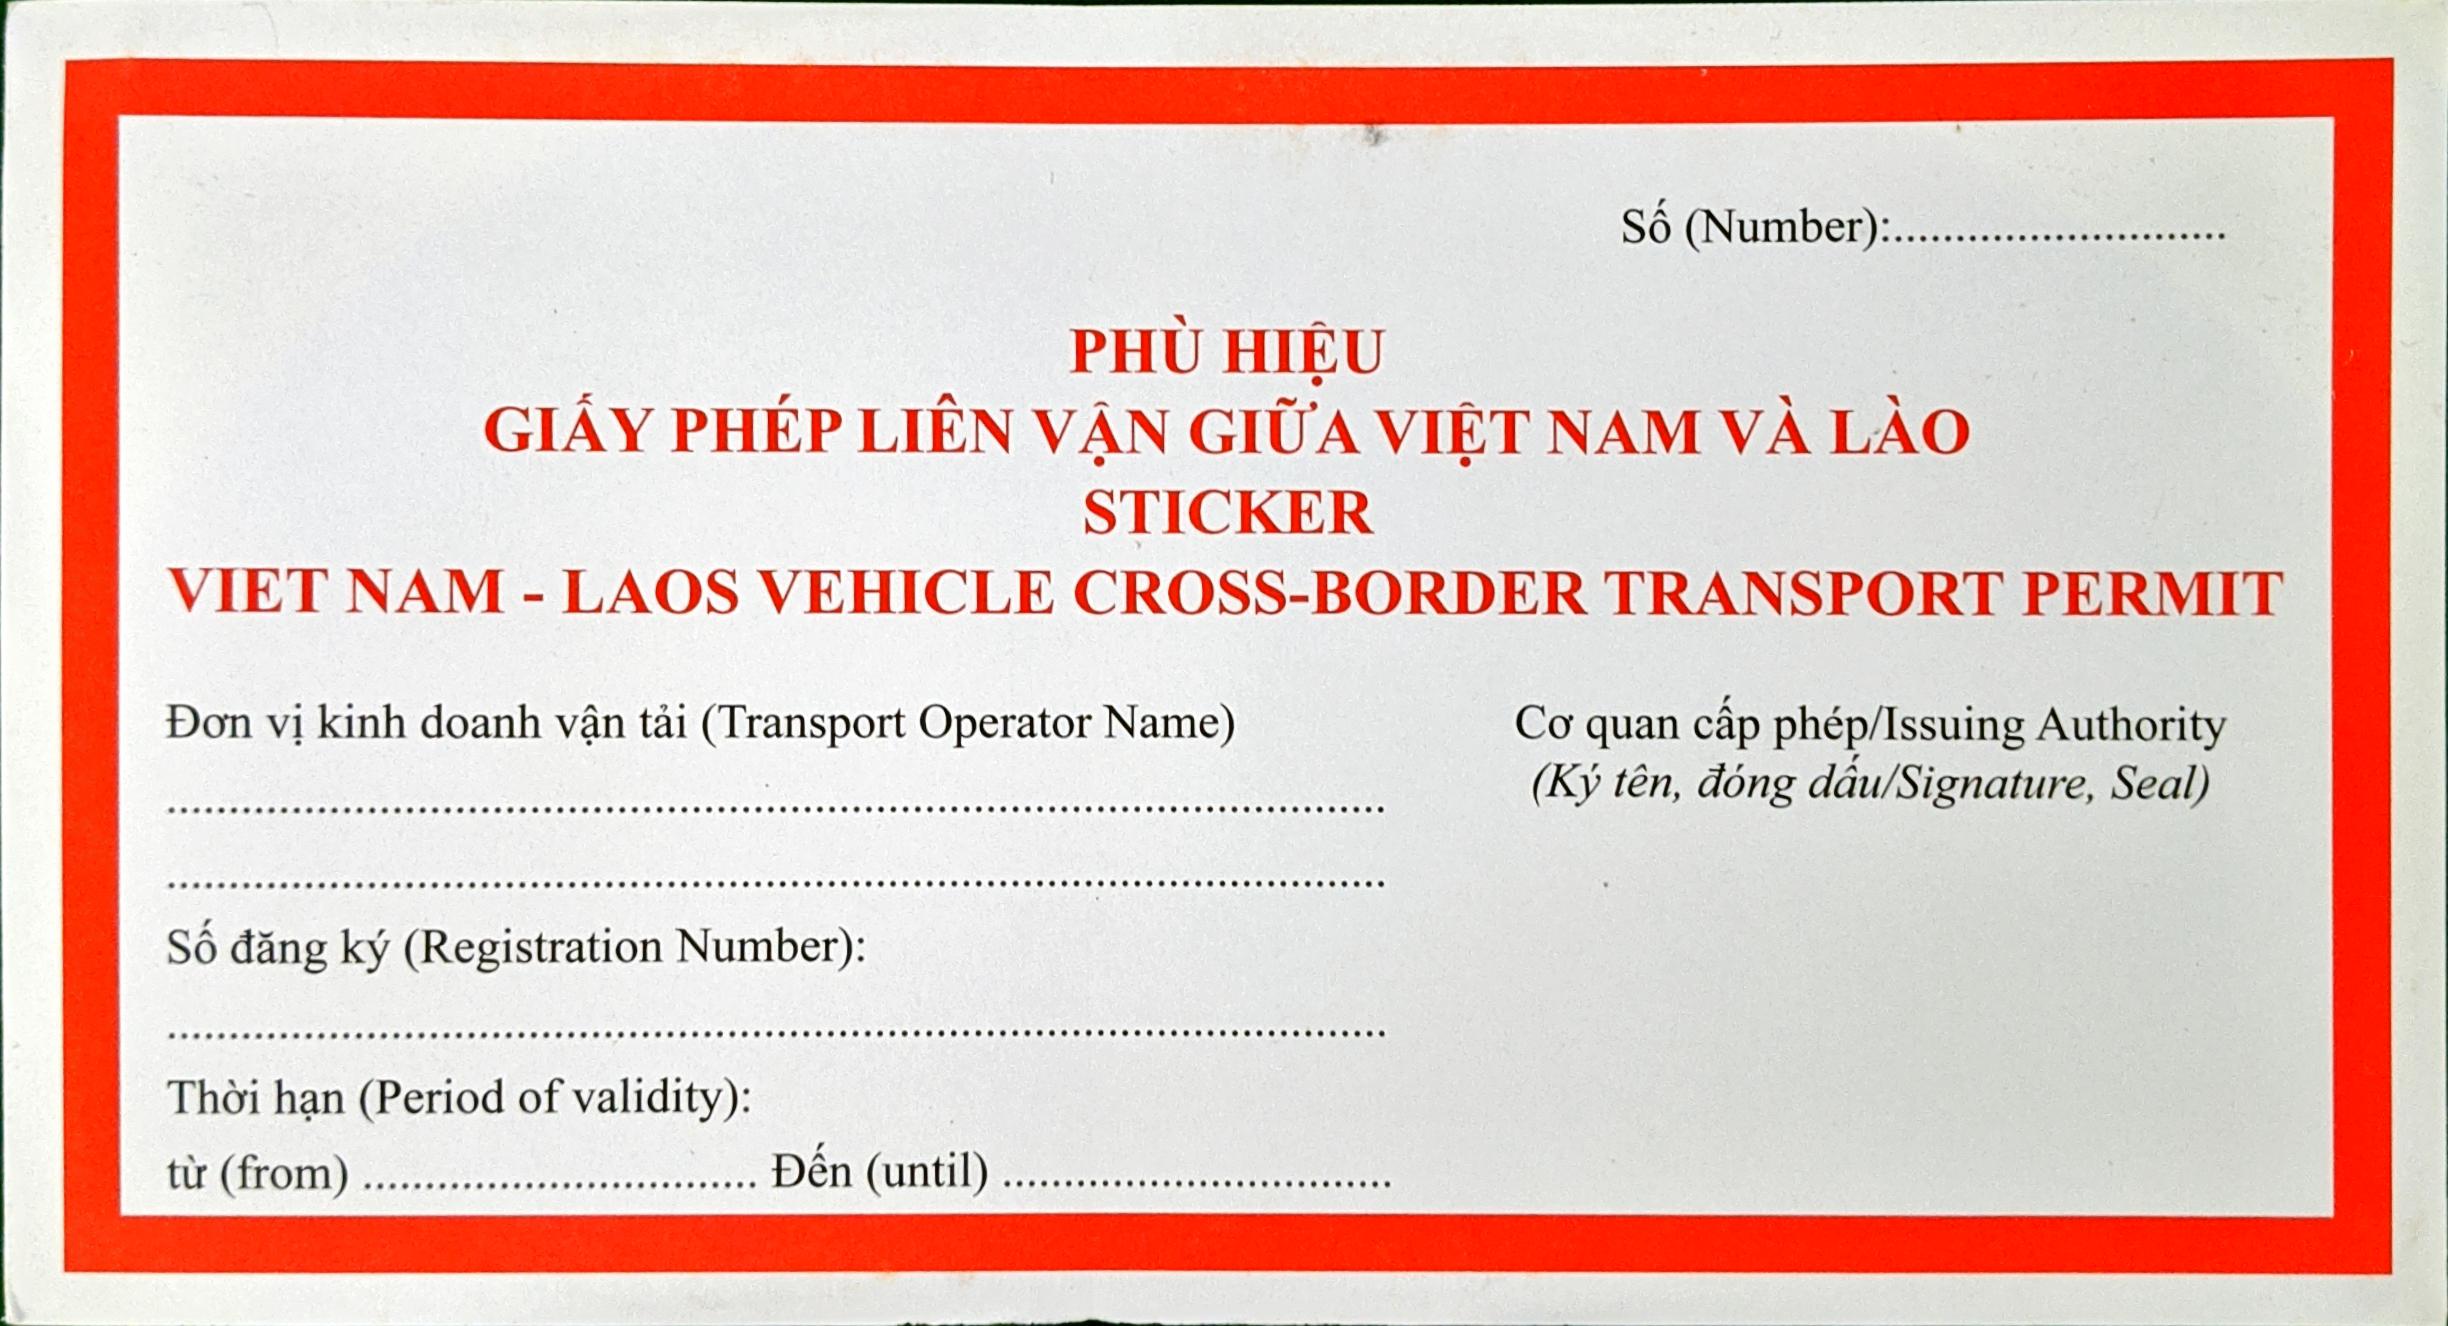 Số (Number):...........................
PHÙ HIỆU
GIẤY PHÉP LIÊN VẬN GIỮA VIỆT NAM VÀ LÀO
STICKER
VIET NAM - LAOS VEHICLE CROSS-BORDER TRANSPORT PERMIT
Đơn vị kinh doanh vận tải (Transport Operator Name)
....................................................................................................
....................................................................................................
Số đăng ký (Registration Number):
....................................................................................................
Thời hạn (Period of validity):
từ (from) ................................ Đến (until) ................................
Cơ quan cấp phép/Issuing Authority
(Ký tên, đóng dấu/Signature, Seal)